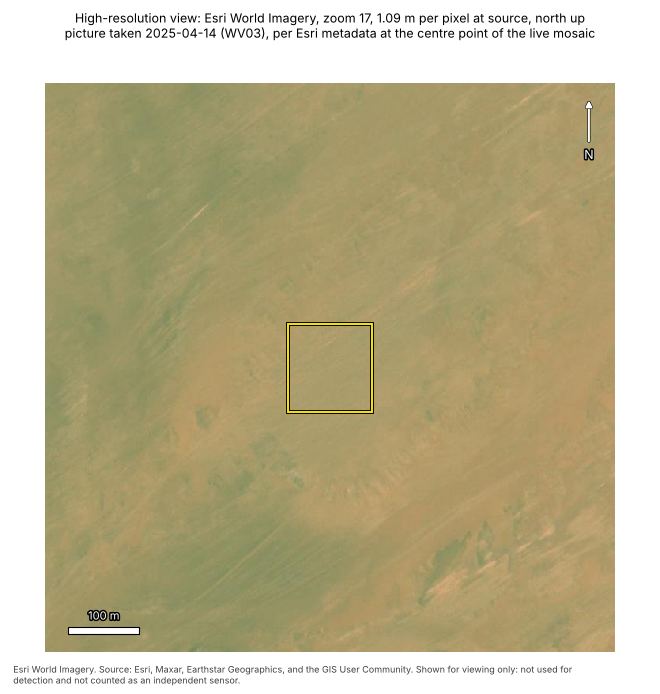 High-resolution view: Esri World Imagery, zoom 17, 1.09 m per pixel at source, north up
picture taken 2025-04-14 (WV03), per Esri metadata at the centre point of the live mosaic
N
100 m
Esri World Imagery. Source: Esri, Maxar, Earthstar Geographics, and the GIS User Community. Shown for viewing only: not used for
detection and not counted as an independent sensor.